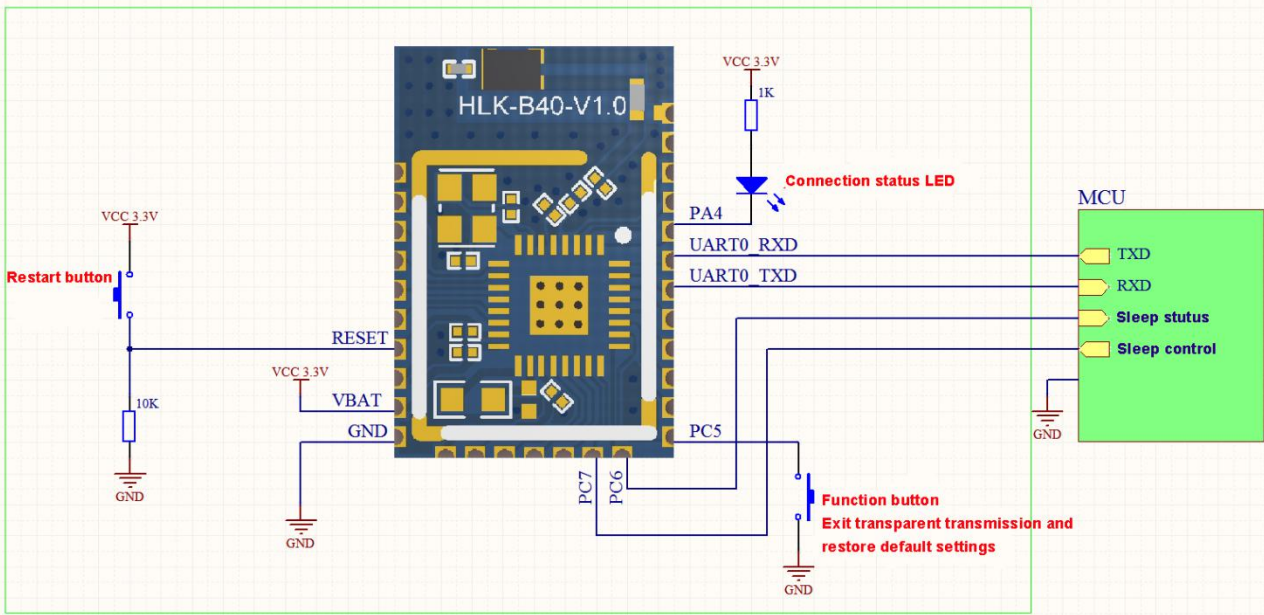 VCC 3.3V
1K
HLK-B40-V1.0
Connection status LED
MCU
PA4
VCC 3.3V
UART0_RXD
TXD
Restart button
UART0_TXD
RXD
Sleep stutus
RESET
Sleep control
VCC 3.3V
10K
VBAT
GND
PC5
GND
PC7
PC6
GND
Function button
Exit transparent transmission and
restore default settings
GND
GND